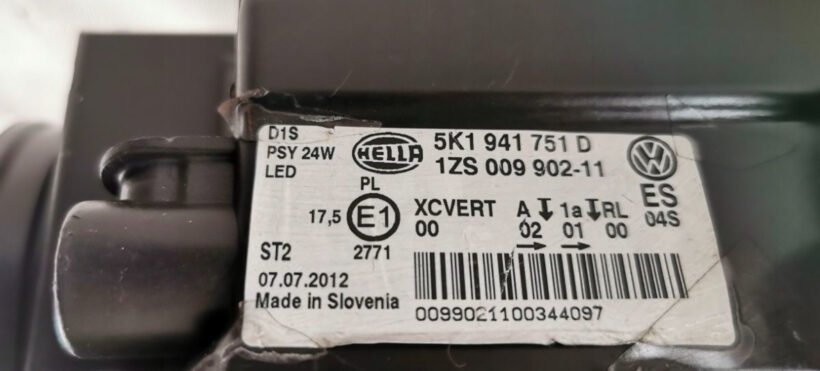 D1S
PSY 24W
LED
HELLA
5K1 941 751 D
1ZS 009 902-11
VW
PL
17,5 E1
2771
XCVERT
00
A 1a RL
02 01 00
ES
04S
ST2
07.07.2012
Made in Slovenia
0099021100344097